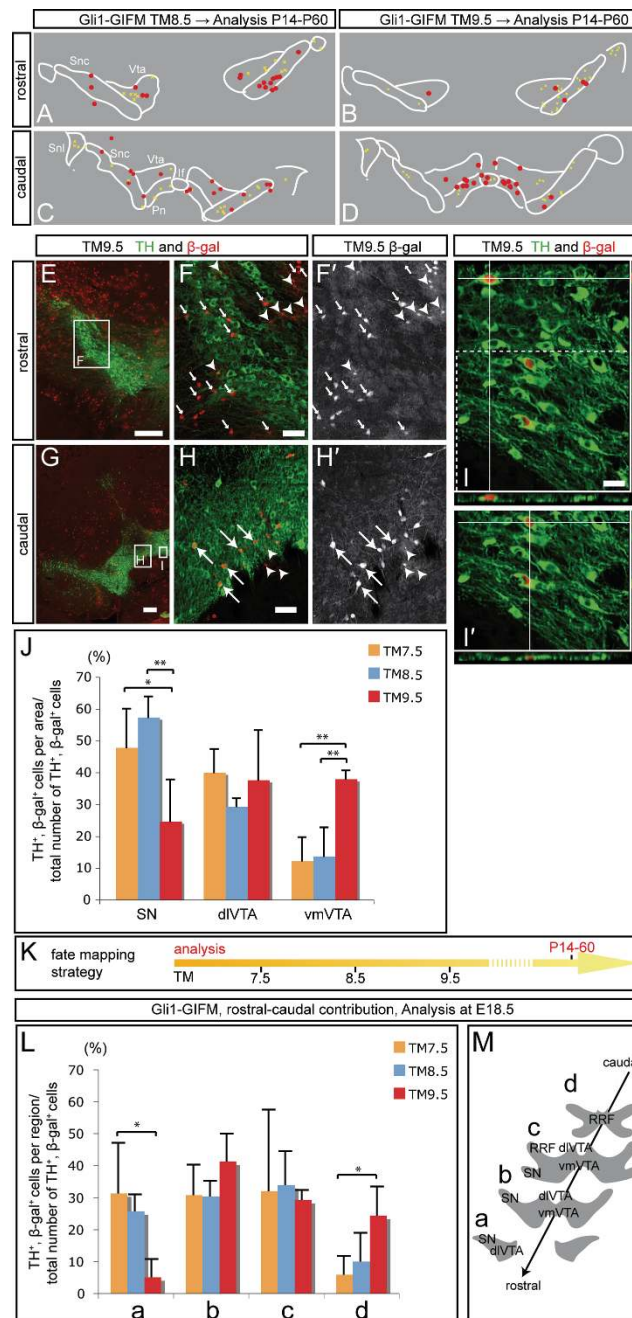 Gli1-GIFM TM8.5 → Analysis P14-P60
Gli1-GIFM TM9.5 → Analysis P14-P60
rostral
Snc
Vta
A
B
caudal
Snl
Snc
Vta
If
Pn
C
D
TM9.5 TH and β-gal
TM9.5 β-gal
TM9.5 TH and β-gal
rostral
E
F
F
F'
I
caudal
G
H
I
H
H'
I'
J
(%)
TM7.5
TM8.5
TM9.5
TH⁺, β-gal⁺ cells per area/
total number of TH⁺, β-gal⁺ cells
70
60
50
40
30
20
10
0
*
**
**
**
SN
dlVTA
vmVTA
K
fate mapping
strategy
analysis
P14-60
TM
7.5
8.5
9.5
Gli1-GIFM, rostral-caudal contribution, Analysis at E18.5
L
(%)
TM7.5
TM8.5
TM9.5
TH⁺, β-gal⁺ cells per region/
total number of TH⁺, β-gal⁺ cells
70
60
50
40
30
20
10
0
*
*
a
b
c
d
M
cauda
d
RRF
c
RRF dlVTA
vmVTA
SN
b
SN
dlVTA
vmVTA
a
SN
dlVTA
rostral